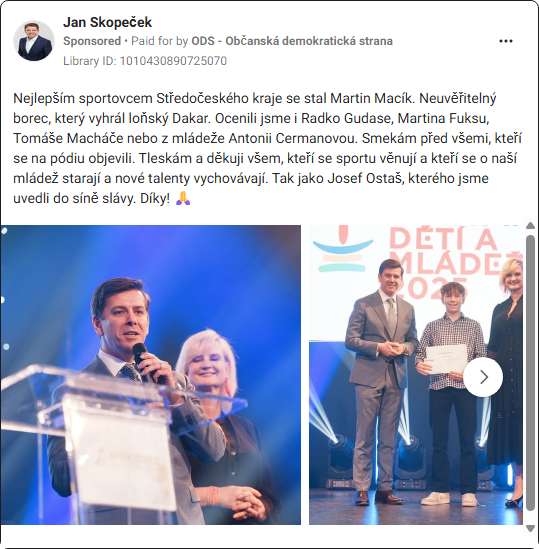 Jan Skopeček
Sponsored • Paid for by ODS - Občanská demokratická strana
Library ID: 1010430890725070
Nejlepším sportovcem Středočeského kraje se stal Martin Macík. Neuvěřitelný
borec, který vyhrál loňský Dakar. Ocenili jsme i Radko Gudase, Martina Fuksu,
Tomáše Macháče nebo z mládeže Antonii Cermanovou. Smekám před všemi, kteří
se na pódiu objevili. Tleskám a děkuji všem, kteří se sportu věnují a kteří se o naší
mládež starají a nové talenty vychovávají. Tak jako Josef Ostaš, kterého jsme
uvedli do síně slávy. Díky! 🙏
DĚTÍ A
MLÁDEŽ
2025